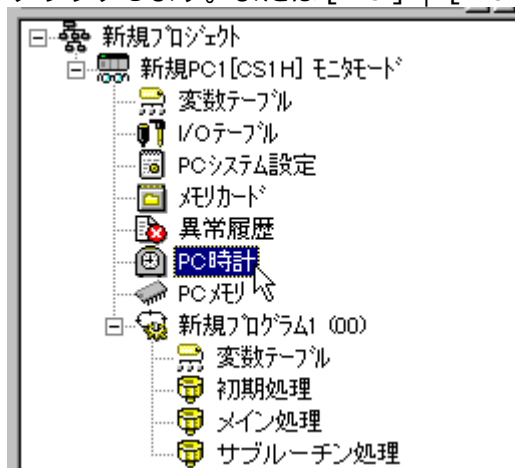 新規ﾌﾟﾛｼﾞｪｸﾄ
新規PC1[CS1H] ﾓﾆﾀﾓｰﾄﾞ
変数ﾃｰﾌﾞﾙ
I/Oﾃｰﾌﾞﾙ
PCｼｽﾃﾑ設定
ﾒﾓﾘｶｰﾄﾞ
異常履歴
PC時計
PCﾒﾓﾘ
新規ﾌﾟﾛｸﾞﾗﾑ1 (00)
変数ﾃｰﾌﾞﾙ
初期処理
メイン処理
サブルーチン処理